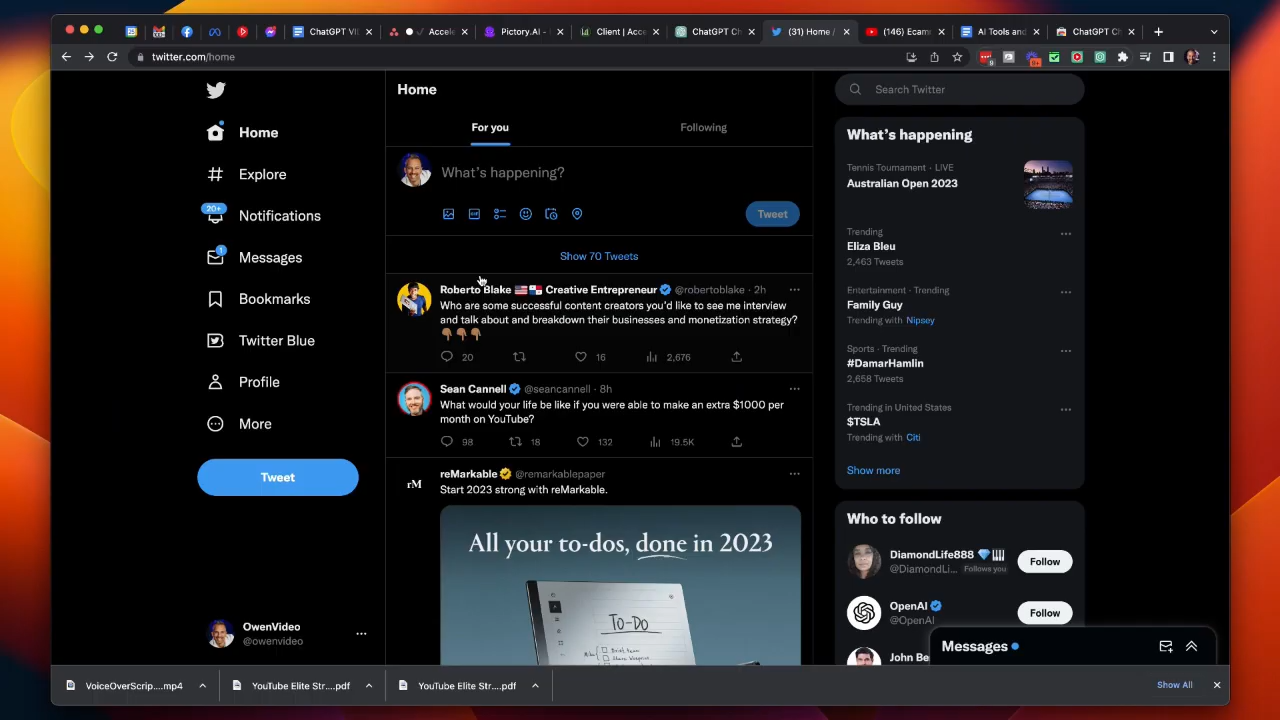 ChatGPT VI
Accele
Pictory.AI -
Client | Acce
ChatGPT Ch
(31) Home /
(146) Ecam
AI Tools and
ChatGPT Ch
twitter.com/home
9
Home
Explore
20+
Notifications
1
Messages
Bookmarks
Twitter Blue
Profile
More
Tweet
OwenVideo
@owenvideo
Home
For you
Following
What's happening?
GIF
Tweet
Show 70 Tweets
Roberto Blake 🇺🇸🇵🇦 Creative Entrepreneur @robertoblake · 2h
Who are some successful content creators you'd like to see me interview
and talk about and breakdown their businesses and monetization strategy?
👇🏽👇🏽👇🏽
20 16 2,676
Sean Cannell @seancannell · 8h
What would your life be like if you were able to make an extra $1000 per
month on YouTube?
98 18 132 19.5K
rM
reMarkable @remarkablepaper
Start 2023 strong with reMarkable.
All your to-dos, done in 2023
TO-DO
Search Twitter
What's happening
Tennis Tournament · LIVE
Australian Open 2023
Trending
Eliza Bleu
2,463 Tweets
Entertainment · Trending
Family Guy
Trending with Nipsey
Sports · Trending
#DamarHamlin
2,658 Tweets
Trending in United States
$TSLA
Trending with Citi
Show more
Who to follow
DiamondLife888 💎🎹
@DiamondLi... Follows you
Follow
OpenAI
@OpenAI
Follow
John Be
Messages
VoiceOverScrip....mp4
YouTube Elite Str....pdf
YouTube Elite Str....pdf
Show All